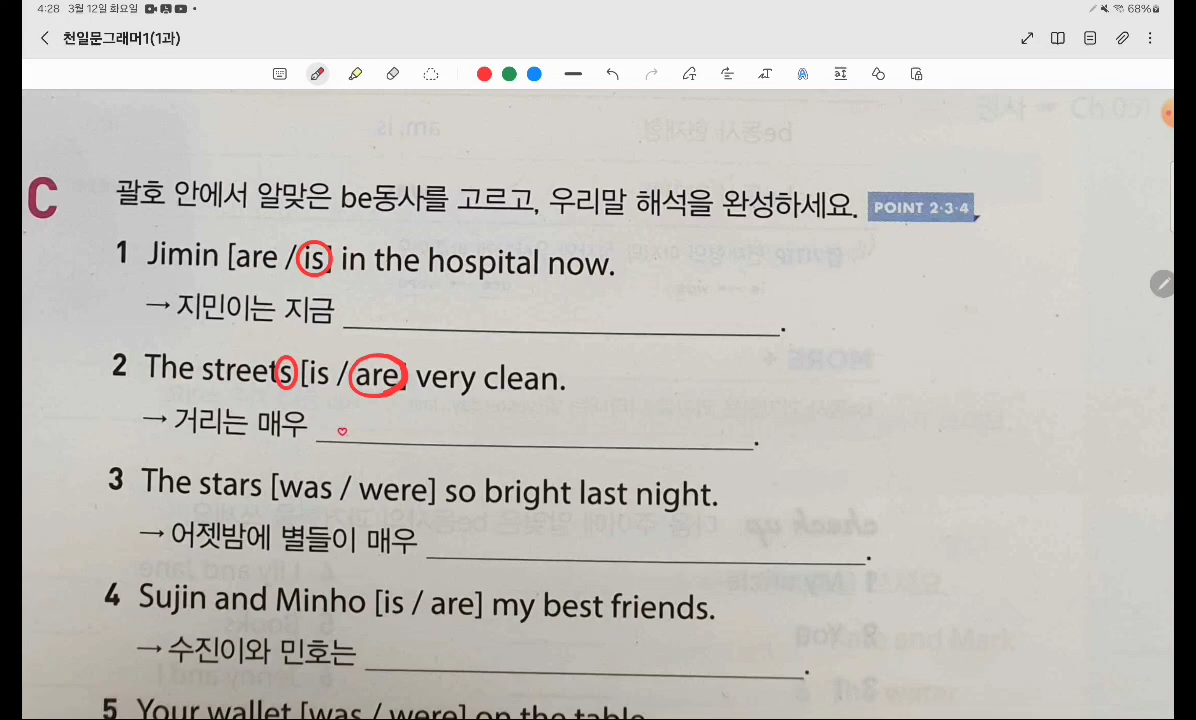 4:28 3월 12일 화요일
68%
천일문그래머1(1과)
C 괄호 안에서 알맞은 be동사를 고르고, 우리말 해석을 완성하세요. POINT 2·3·4
1 Jimin [are / is] in the hospital now.
→ 지민이는 지금 .
2 The streets [is / are] very clean.
→ 거리는 매우 .
3 The stars [was / were] so bright last night.
→ 어젯밤에 별들이 매우 .
4 Sujin and Minho [is / are] my best friends.
→ 수진이와 민호는 .
5 Your wallet [was / were] on the table.